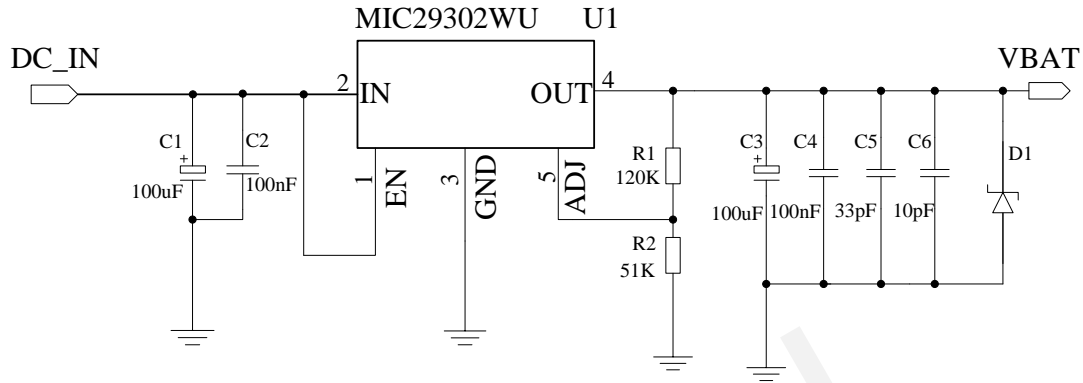 MIC29302WU U1
DC_IN
VBAT
2
IN
OUT
4
C1
+
100uF
C2
100nF
1
EN
3
GND
5
ADJ
R1
120K
R2
51K
C3
+
100uF
C4
100nF
C5
33pF
C6
10pF
D1